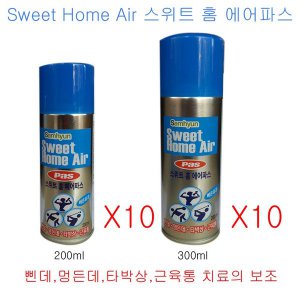 Sweet Home Air 스위트 홈 에어파스
Semhyun
Sweet
Home Air
Pas
스위트 홈 에어파스
X10
200ml
Semhyun
Sweet
Home Air
Pas
스위트 홈 에어파스
X10
300ml
삔데,멍든데,타박상,근육통 치료의 보조